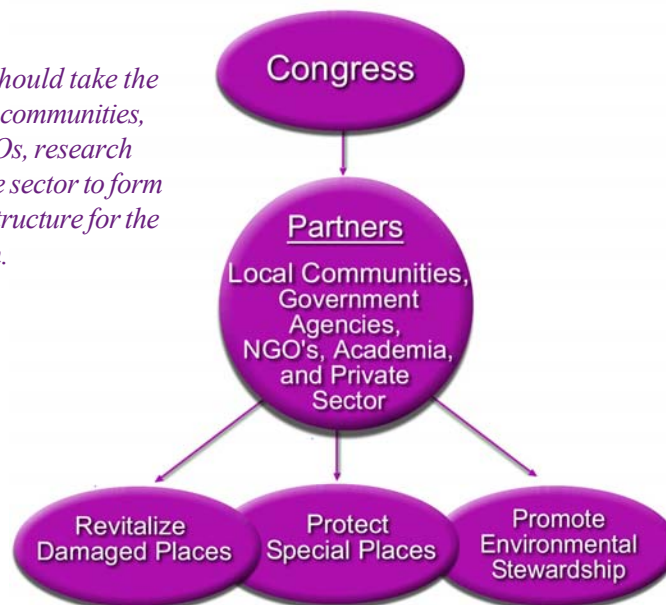 hould take the
communities,
Os, research
e sector to form
tructure for the
.
Congress
Partners
Local Communities,
Government
Agencies,
NGO's, Academia,
and Private
Sector
Revitalize
Damaged Places
Protect
Special Places
Promote
Environmental
Stewardship